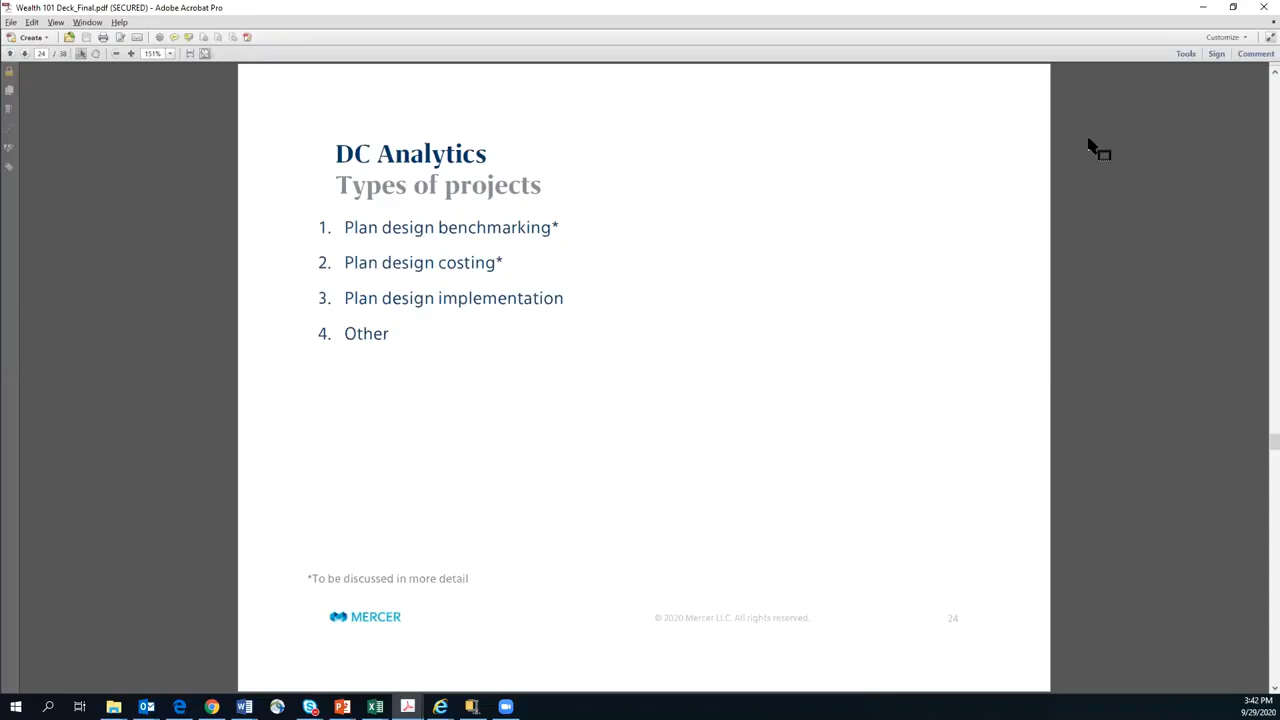 Wealth 101 Deck_Final.pdf (SECURED) - Adobe Acrobat Pro
File Edit View Window Help
Create
Customize
24 / 38
151%
Tools Sign Comment
DC Analytics
Types of projects
1. Plan design benchmarking*
2. Plan design costing*
3. Plan design implementation
4. Other
*To be discussed in more detail
MERCER
© 2020 Mercer LLC. All rights reserved.
24
3:42 PM
9/29/2020